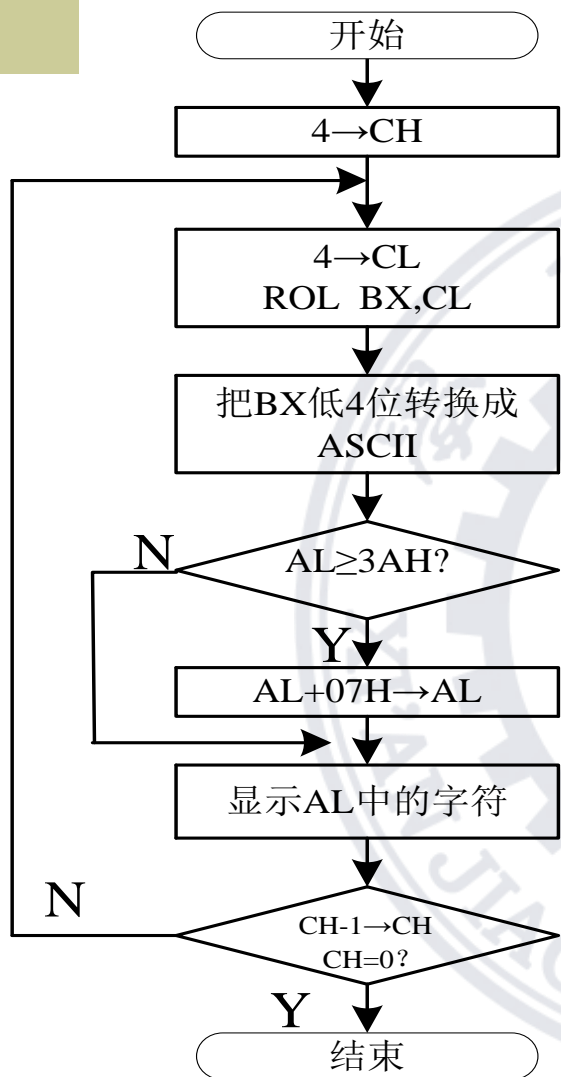 开始
4→CH
4→CL
ROL BX,CL
把BX低4位转换成
ASCII
N
AL≥3AH?
Y
AL+07H→AL
显示AL中的字符
N
CH-1→CH
CH=0?
Y
结束